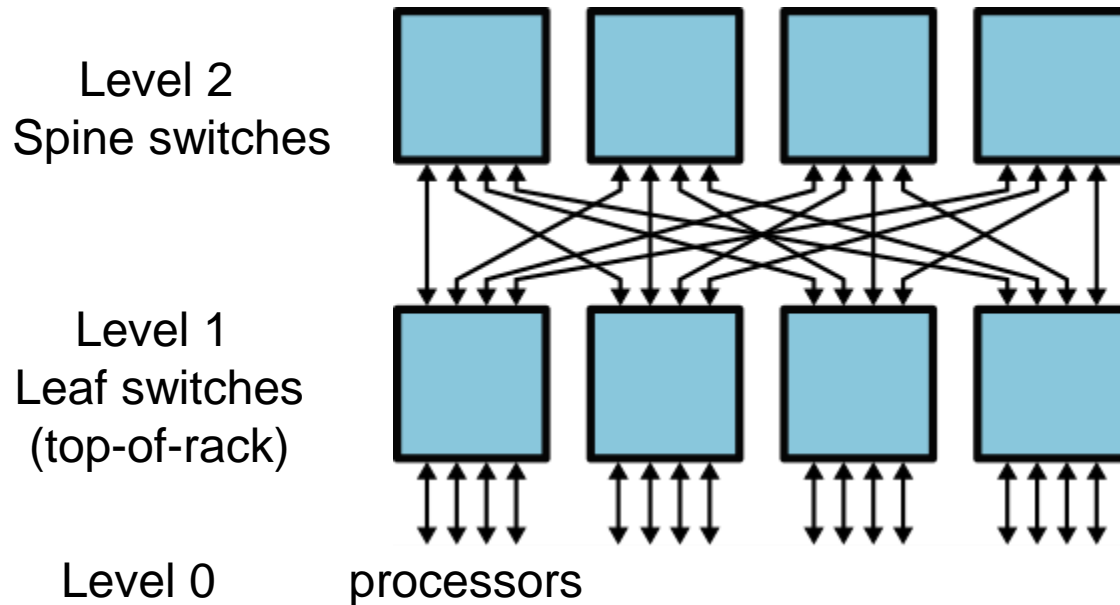 Level 2
Spine switches
Level 1
Leaf switches
(top-of-rack)
Level 0 processors